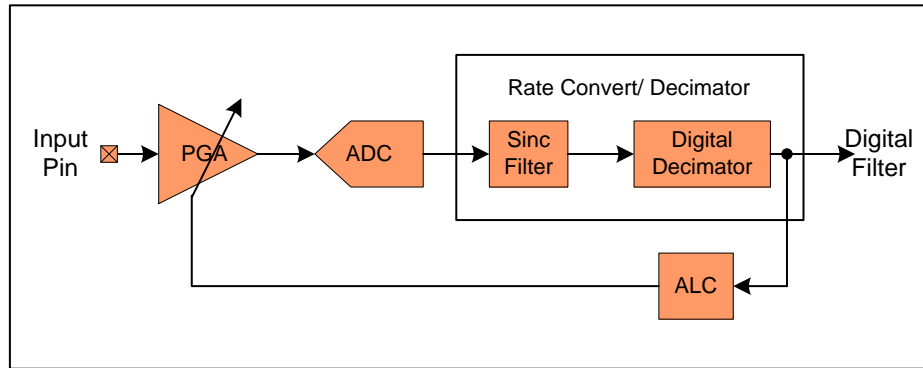 Rate Convert/ Decimator
Input
Pin
PGA
ADC
Sinc
Filter
Digital
Decimator
Digital
Filter
ALC